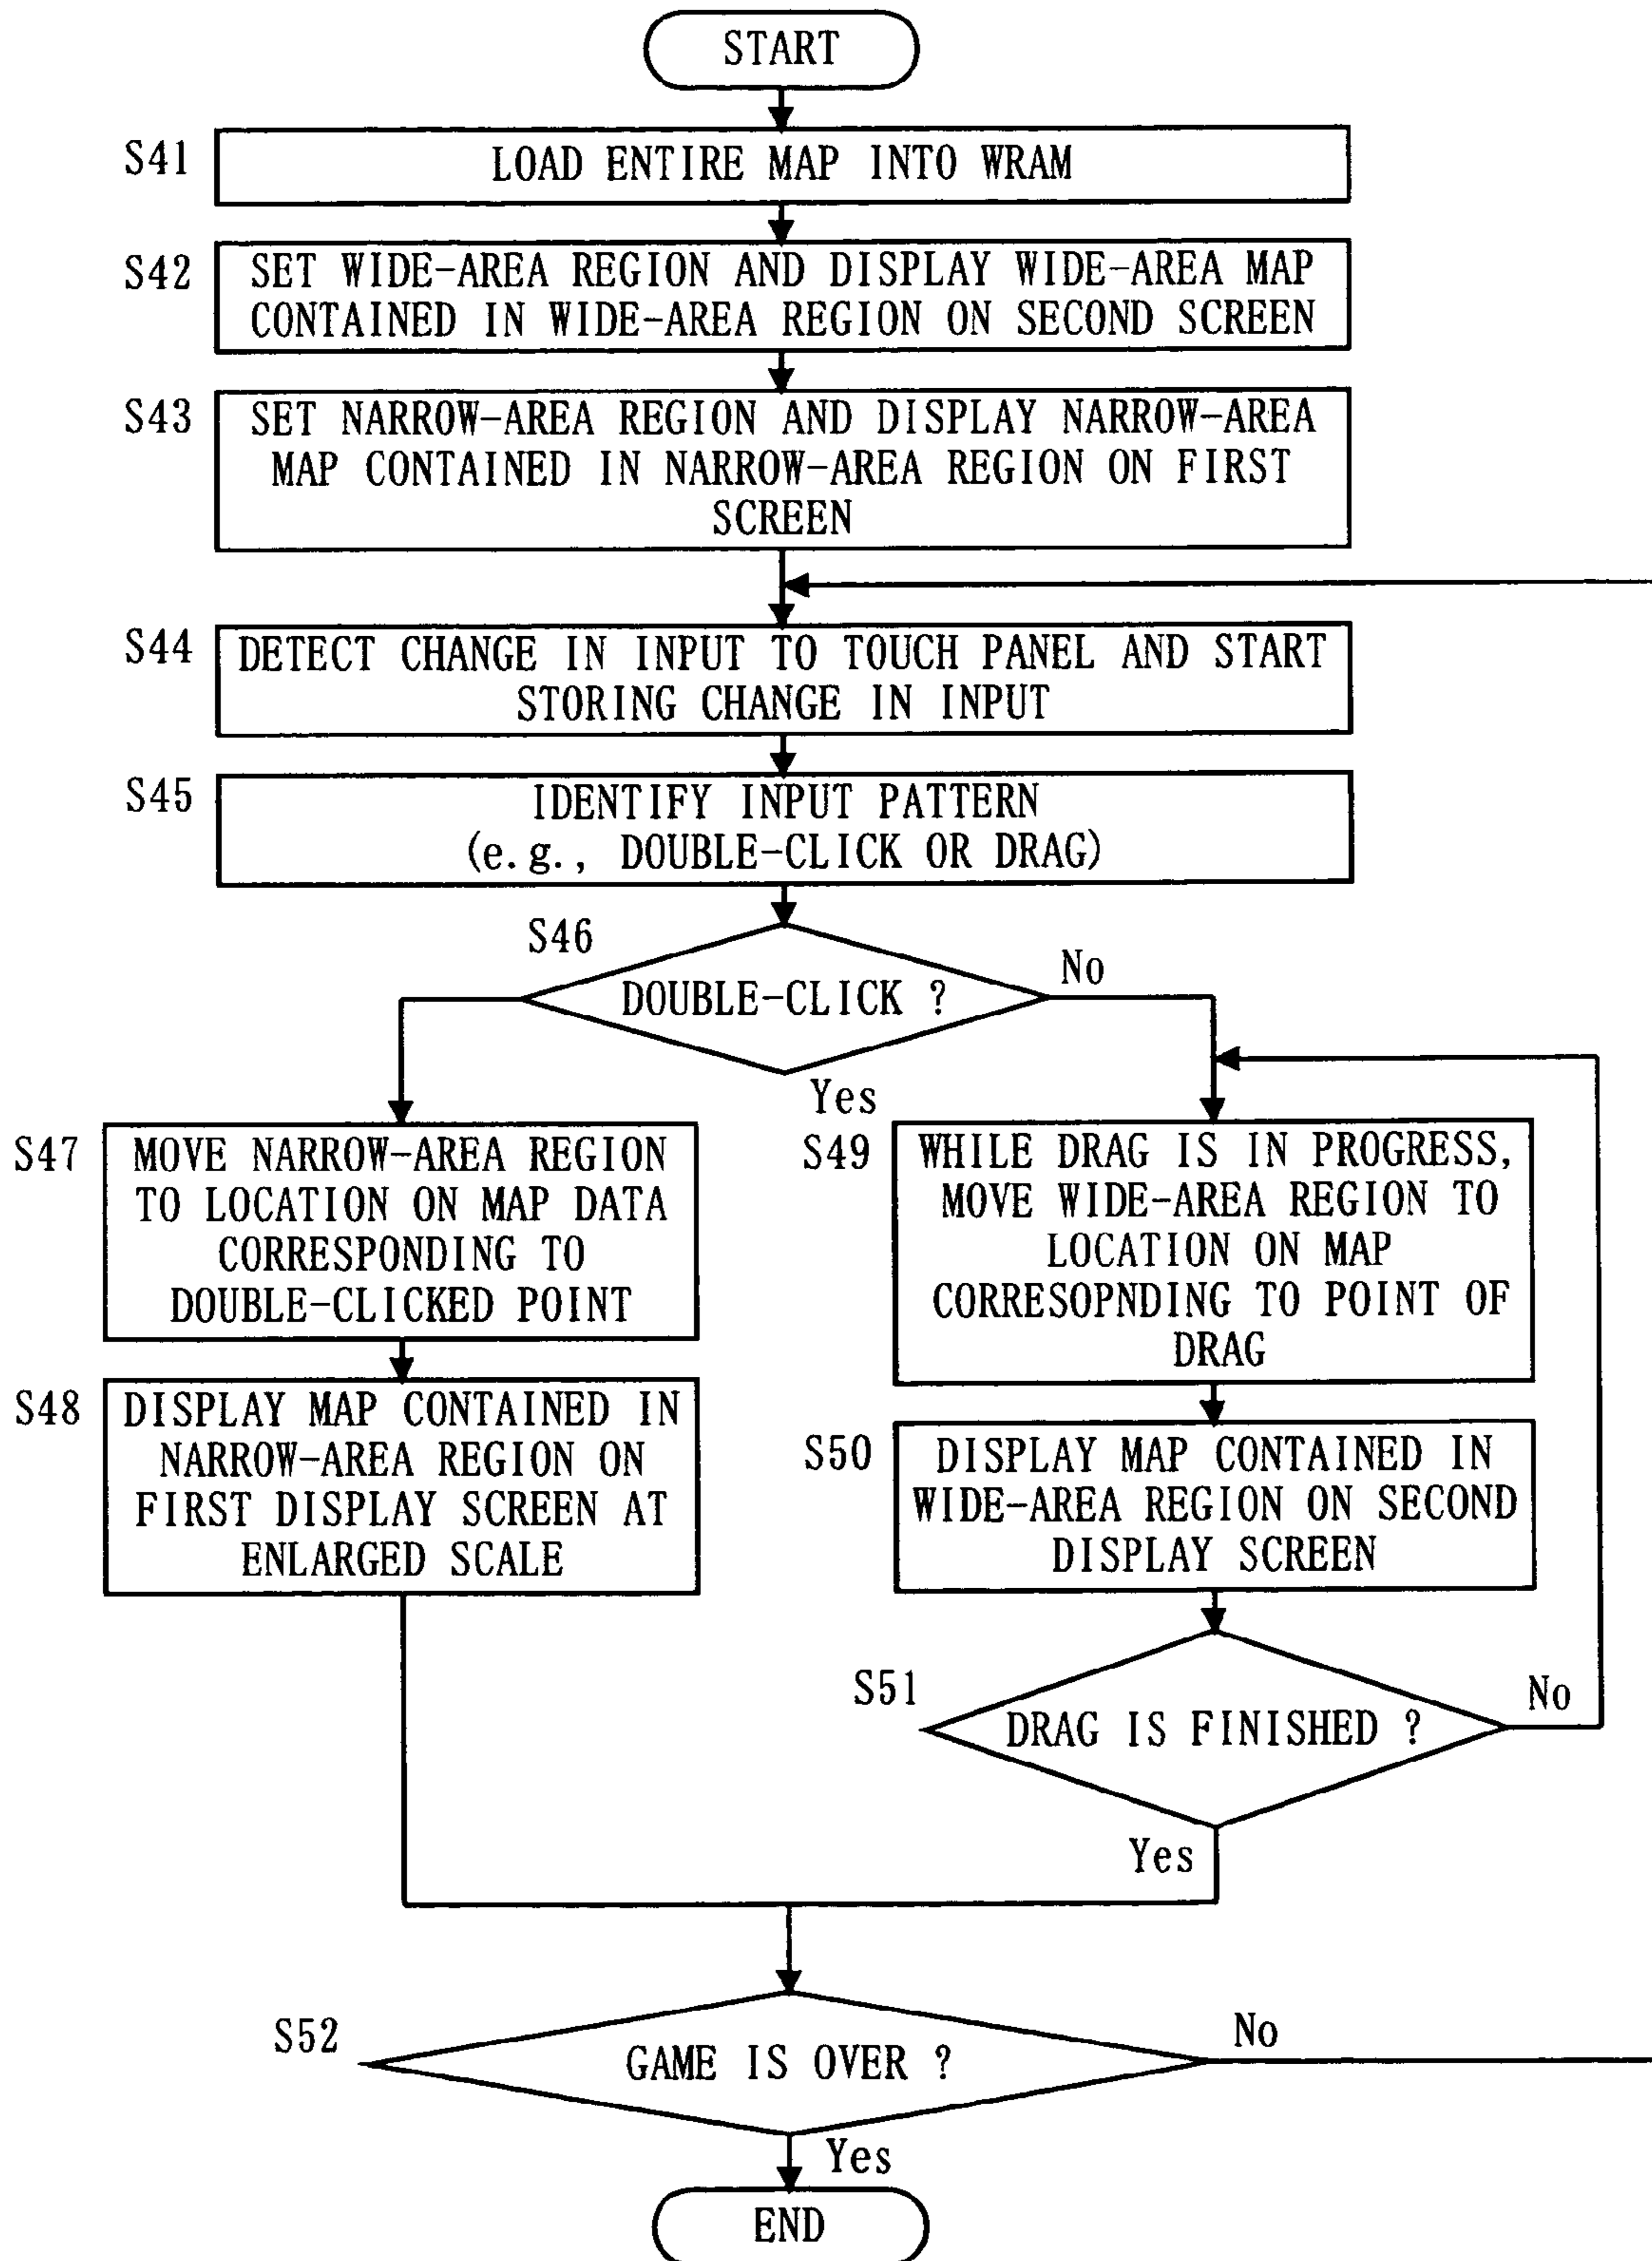 START
S41
LOAD ENTIRE MAP INTO WRAM
S42
SET WIDE-AREA REGION AND DISPLAY WIDE-AREA MAP
CONTAINED IN WIDE-AREA REGION ON SECOND SCREEN
S43
SET NARROW-AREA REGION AND DISPLAY NARROW-AREA
MAP CONTAINED IN NARROW-AREA REGION ON FIRST
SCREEN
S44
DETECT CHANGE IN INPUT TO TOUCH PANEL AND START
STORING CHANGE IN INPUT
S45
IDENTIFY INPUT PATTERN
(e.g., DOUBLE-CLICK OR DRAG)
S46
DOUBLE-CLICK ?
No
Yes
S47
MOVE NARROW-AREA REGION
TO LOCATION ON MAP DATA
CORRESPONDING TO
DOUBLE-CLICKED POINT
S48
DISPLAY MAP CONTAINED IN
NARROW-AREA REGION ON
FIRST DISPLAY SCREEN AT
ENLARGED SCALE
S49
WHILE DRAG IS IN PROGRESS,
MOVE WIDE-AREA REGION TO
LOCATION ON MAP
CORRESOPNDING TO POINT OF
DRAG
S50
DISPLAY MAP CONTAINED IN
WIDE-AREA REGION ON SECOND
DISPLAY SCREEN
S51
DRAG IS FINISHED ?
No
Yes
S52
GAME IS OVER ?
No
Yes
END